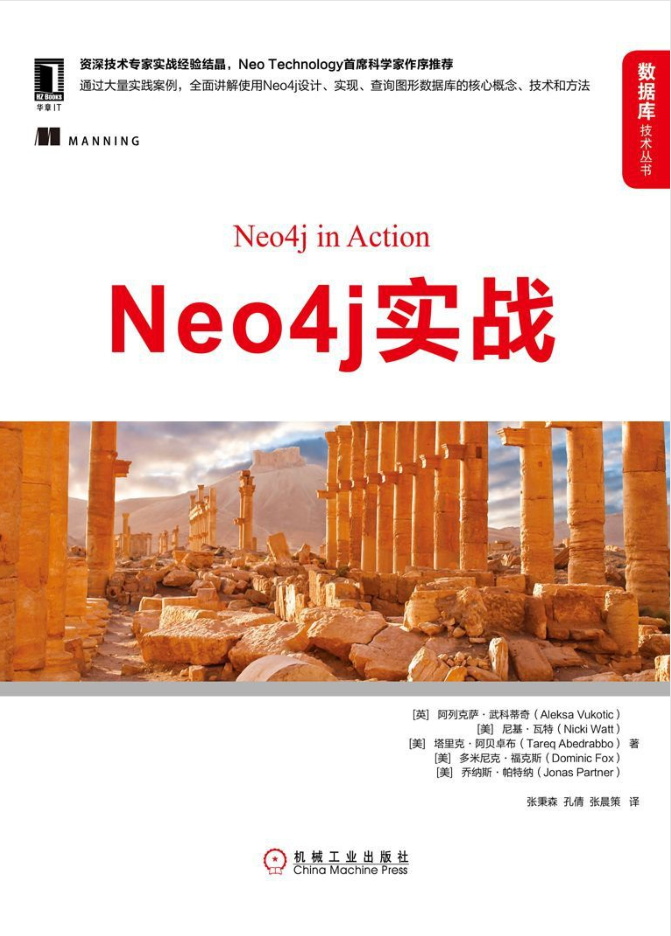 资深技术专家实战经验结晶，Neo Technology首席科学家作序推荐
通过大量实践案例，全面讲解使用Neo4j设计、实现、查询图形数据库的核心概念、技术和方法
HZ Books
华章IT
MANNING
数据库
技术丛书
Neo4j in Action
Neo4j实战
[英] 阿列克萨·武科蒂奇（Aleksa Vukotic）
[美] 尼基·瓦特（Nicki Watt）
[美] 塔里克·阿贝卓布（Tareq Abedrabbo） 著
[美] 多米尼克·福克斯（Dominic Fox）
[美] 乔纳斯·帕特纳（Jonas Partner）
张秉森 孔倩 张晨策 译
机械工业出版社
China Machine Press